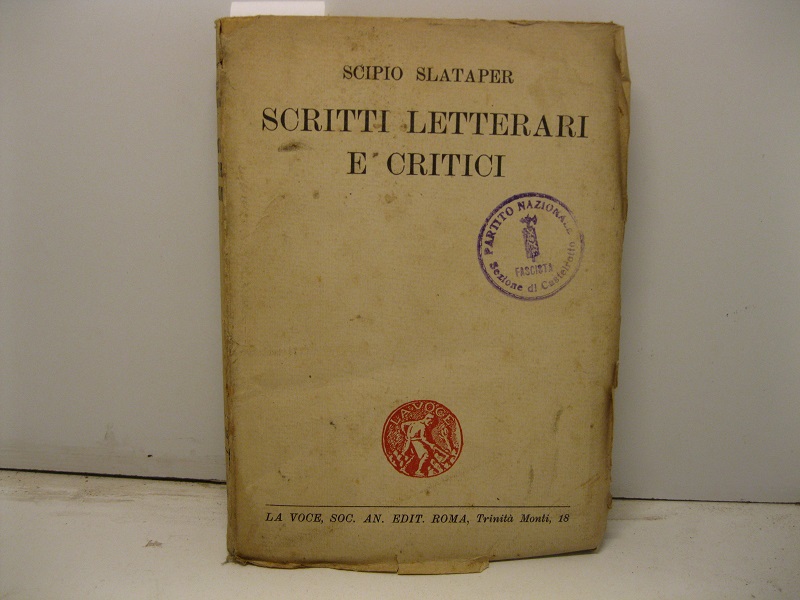 SCIPIO SLATAPER
SCRITTI LETTERARI
E CRITICI
PARTITO NAZIONALE
FASCISTA
Sezione di
LA VOCE
LA VOCE, SOC. AN. EDIT. ROMA, Trinità Monti, 18